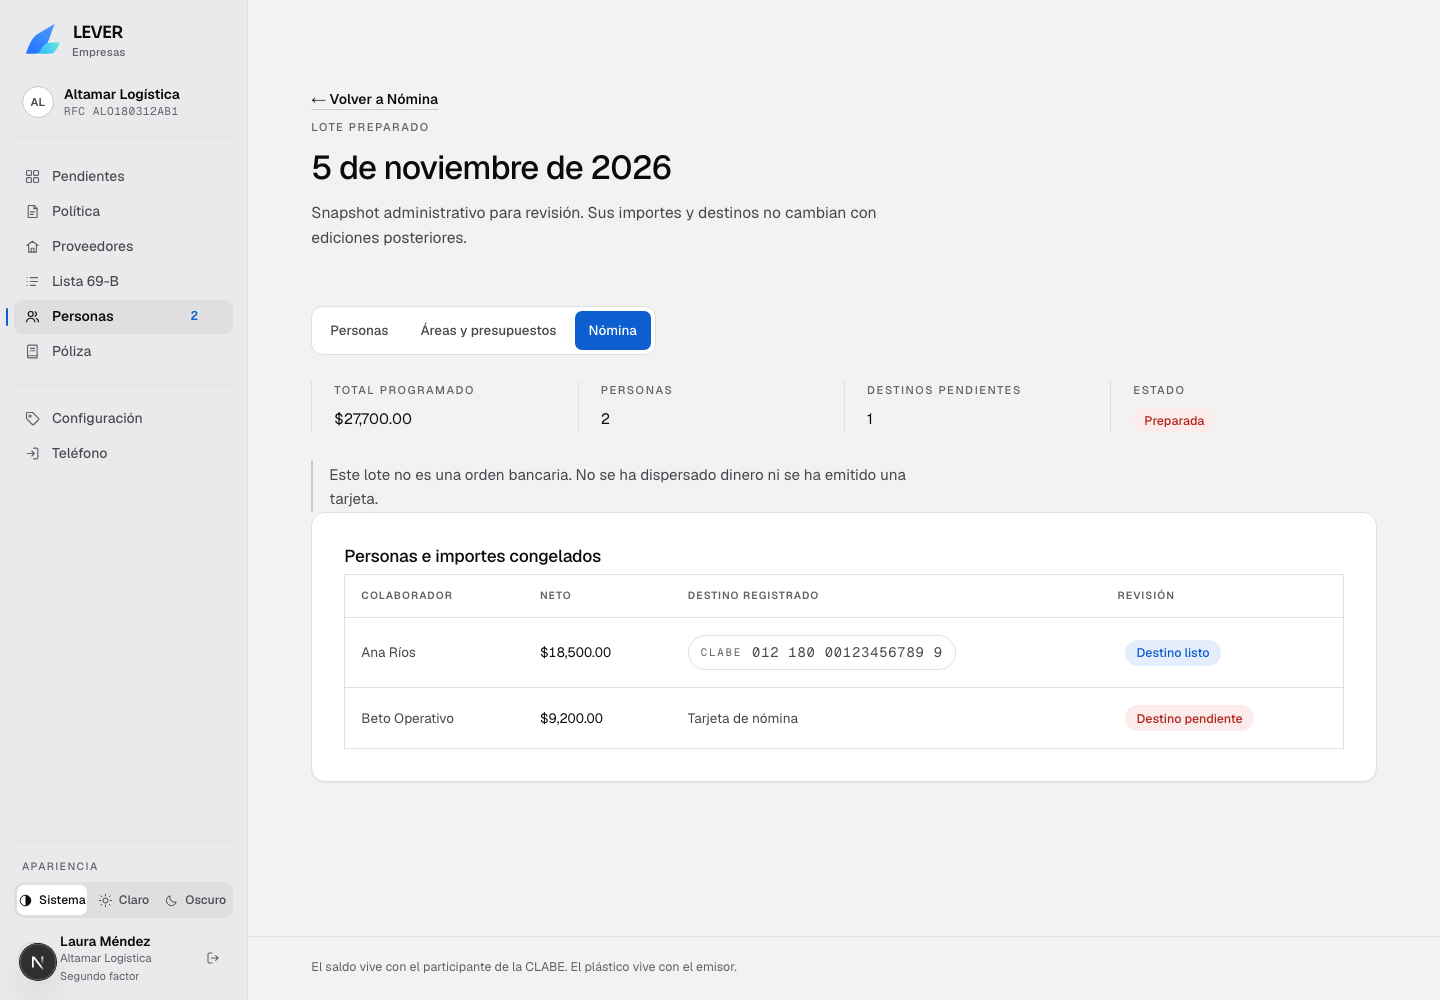 LEVER
Empresas
AL
Altamar Logística
RFC ALO180312AB1
Pendientes
Política
Proveedores
Lista 69-B
Personas 2
Póliza
Configuración
Teléfono
APARIENCIA
Sistema Claro Oscuro
N
Laura Méndez
Altamar Logística
Segundo factor
← Volver a Nómina
LOTE PREPARADO
5 de noviembre de 2026
Snapshot administrativo para revisión. Sus importes y destinos no cambian con
ediciones posteriores.
Personas Áreas y presupuestos Nómina
TOTAL PROGRAMADO PERSONAS DESTINOS PENDIENTES ESTADO
$27,700.00 2 1 Preparada
Este lote no es una orden bancaria. No se ha dispersado dinero ni se ha emitido una
tarjeta.
Personas e importes congelados
COLABORADOR NETO DESTINO REGISTRADO REVISIÓN
Ana Ríos $18,500.00 CLABE 012 180 00123456789 9 Destino listo
Beto Operativo $9,200.00 Tarjeta de nómina Destino pendiente
El saldo vive con el participante de la CLABE. El plástico vive con el emisor.